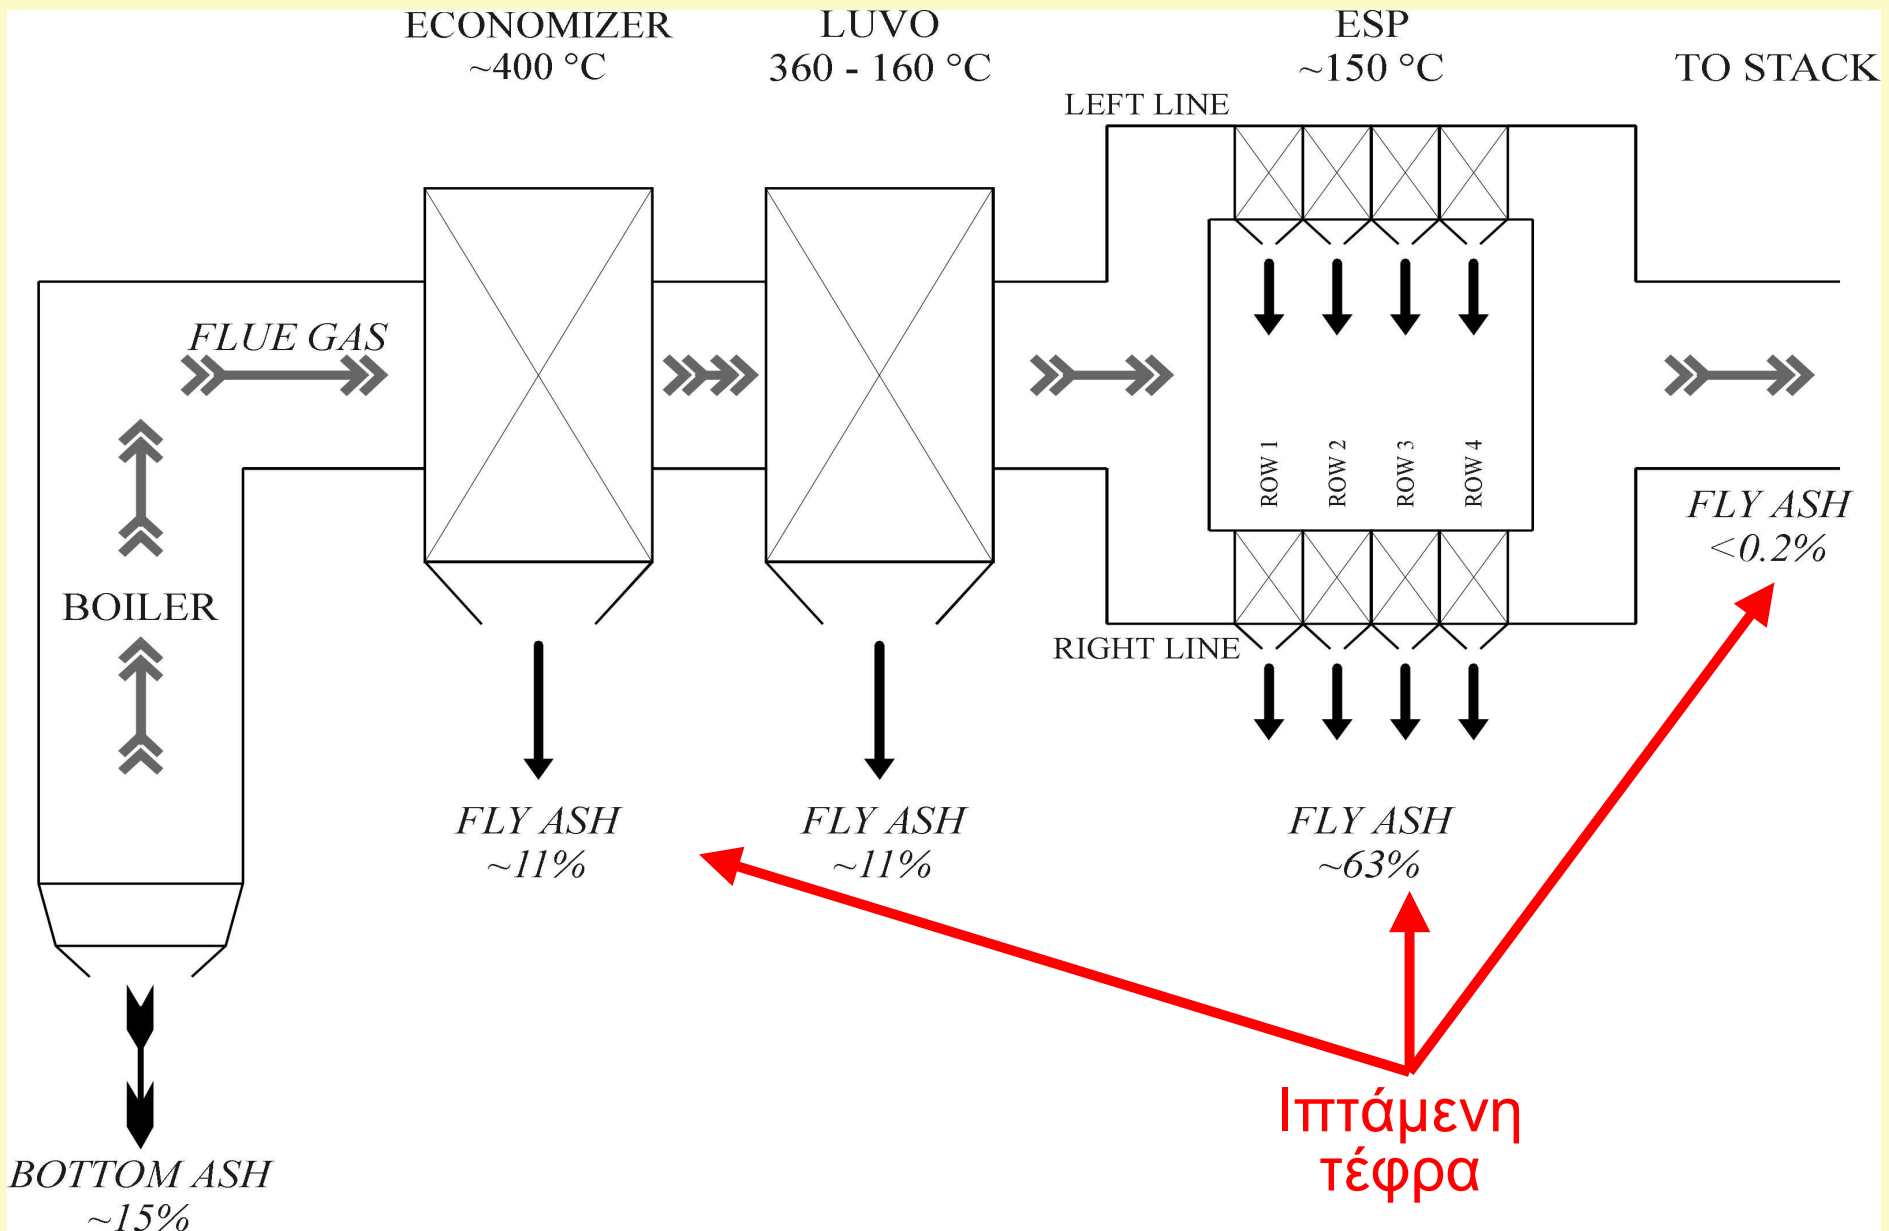 ECONOMIZER
~400 °C
LUVO
360 - 160 °C
ESP
~150 °C
TO STACK
LEFT LINE
FLUE GAS
ROW 1
ROW 2
ROW 3
ROW 4
FLY ASH
<0.2%
BOILER
RIGHT LINE
FLY ASH
~11%
FLY ASH
~11%
FLY ASH
~63%
Ιπτάμενη
τέφρα
BOTTOM ASH
~15%